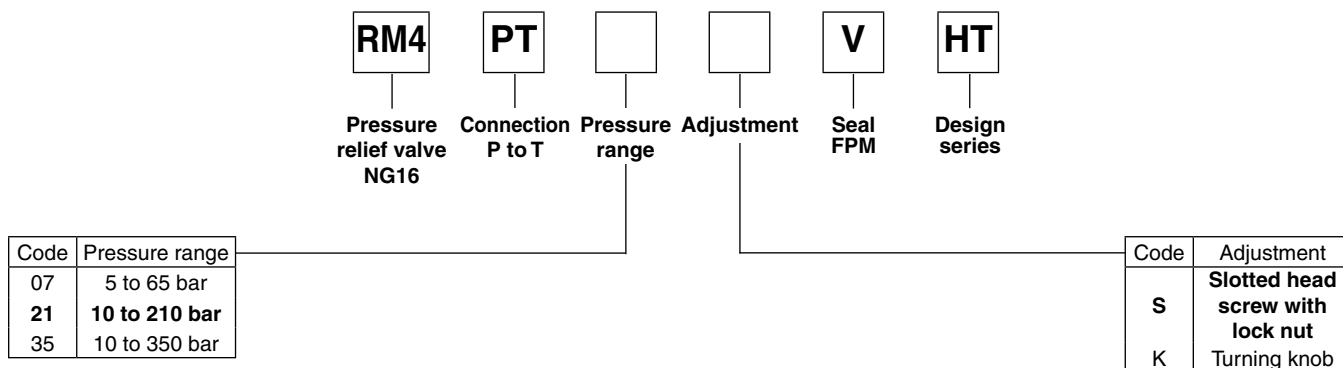 RM4 PT V HT
Pressure relief valve NG16
Connection P to T
Pressure range
Adjustment
Seal FPM
Design series
Code Pressure range
07 5 to 65 bar
21 10 to 210 bar
35 10 to 350 bar
Code Adjustment
S Slotted head screw with lock nut
K Turning knob